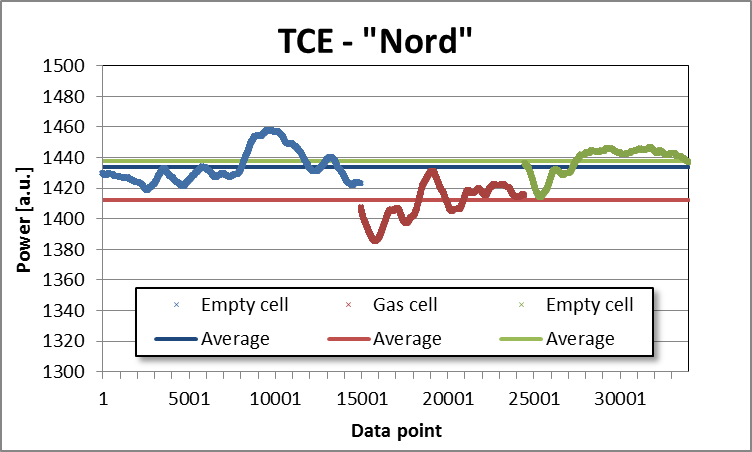 TCE - "Nord"
1500
1480
1460
1440
1420
1400
1380
1360
1340
1320
1300
Power [a.u.]
Empty cell Gas cell Empty cell
Average Average Average
1 5001 10001 15001 20001 25001 30001
Data point